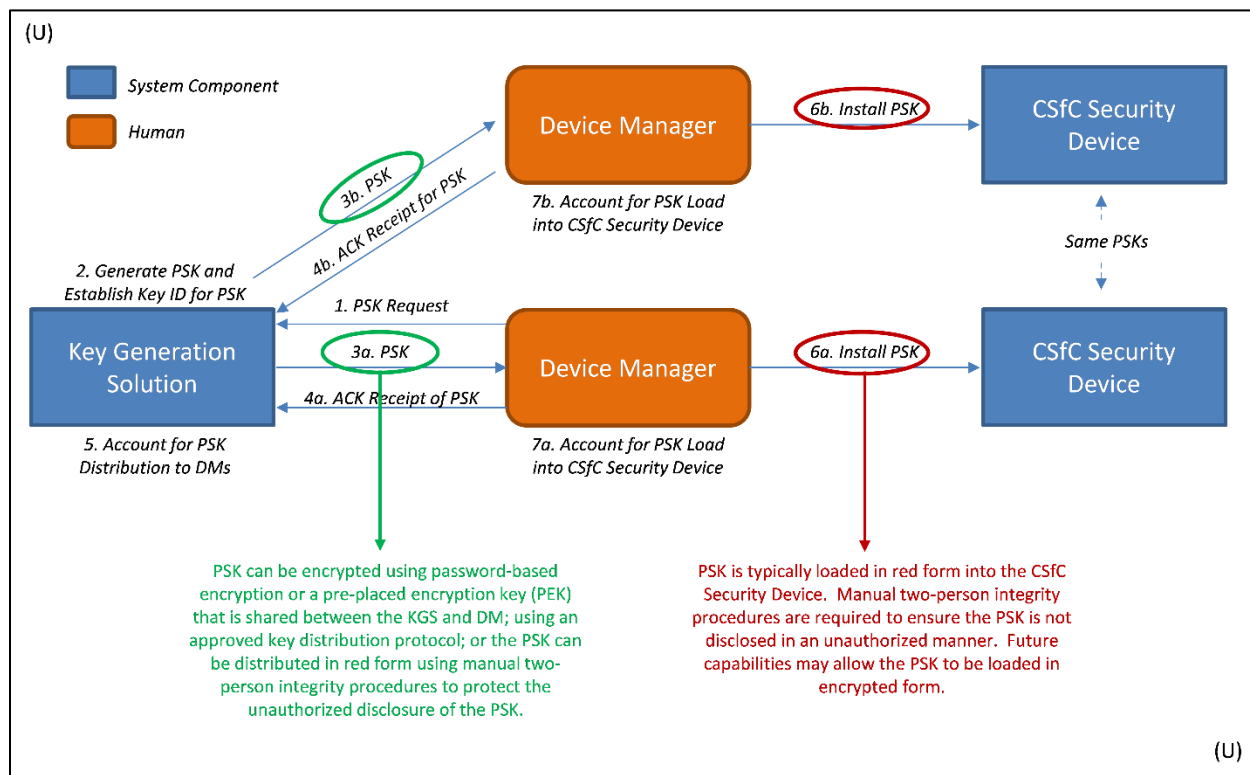 (U)
System Component
Human
Device Manager
6b. Install PSK
CSfC Security
Device
3b. PSK
4b. ACK Receipt for PSK
7b. Account for PSK Load
into CSfC Security Device
Same PSKs
2. Generate PSK and
Establish Key ID for PSK
1. PSK Request
Key Generation
Solution
3a. PSK
Device Manager
6a. Install PSK
CSfC Security
Device
4a. ACK Receipt of PSK
5. Account for PSK
Distribution to DMs
7a. Account for PSK Load
into CSfC Security Device
PSK can be encrypted using password-based
encryption or a pre-placed encryption key (PEK)
that is shared between the KGS and DM; using an
approved key distribution protocol; or the PSK can
be distributed in red form using manual two-
person integrity procedures to protect the
unauthorized disclosure of the PSK.
PSK is typically loaded in red form into the CSfC
Security Device. Manual two-person integrity
procedures are required to ensure the PSK is not
disclosed in an unauthorized manner. Future
capabilities may allow the PSK to be loaded in
encrypted form.
(U)